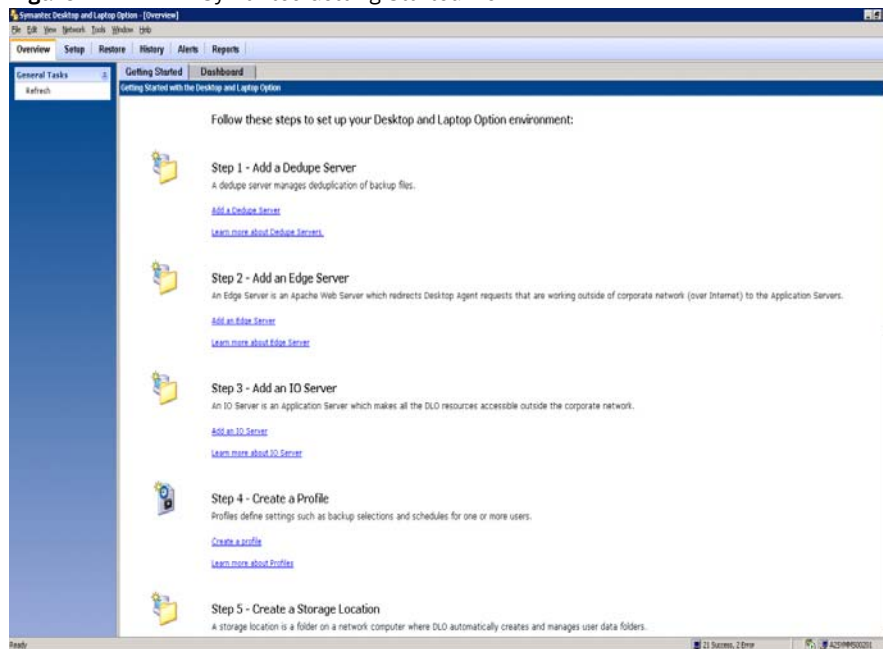 Symantec Desktop and Laptop Option - [Overview]
File Edit View Network Tools Window Help
Overview Setup Restore History Alerts Reports
General Tasks
Refresh
Getting Started Dashboard
Getting Started with the Desktop and Laptop Option
Follow these steps to set up your Desktop and Laptop Option environment:
Step 1 - Add a Dedupe Server
A dedupe server manages deduplication of backup files.
Add a Dedupe Server
Learn more about Dedupe Servers.
Step 2 - Add an Edge Server
An Edge Server is an Apache Web Server which redirects Desktop Agent requests that are working outside of corporate network (over Internet) to the Application Servers.
Add an Edge Server
Learn more about Edge Server
Step 3 - Add an IO Server
An IO Server is an Application Server which makes all the DLO resources accessible outside the corporate network.
Add an IO Server
Learn more about IO Server
Step 4 - Create a Profile
Profiles define settings such as backup selections and schedules for one or more users.
Create a profile
Learn more about Profiles
Step 5 - Create a Storage Location
A storage location is a folder on a network computer where DLO automatically creates and manages user data folders.
Ready
21 Success, 2 Error